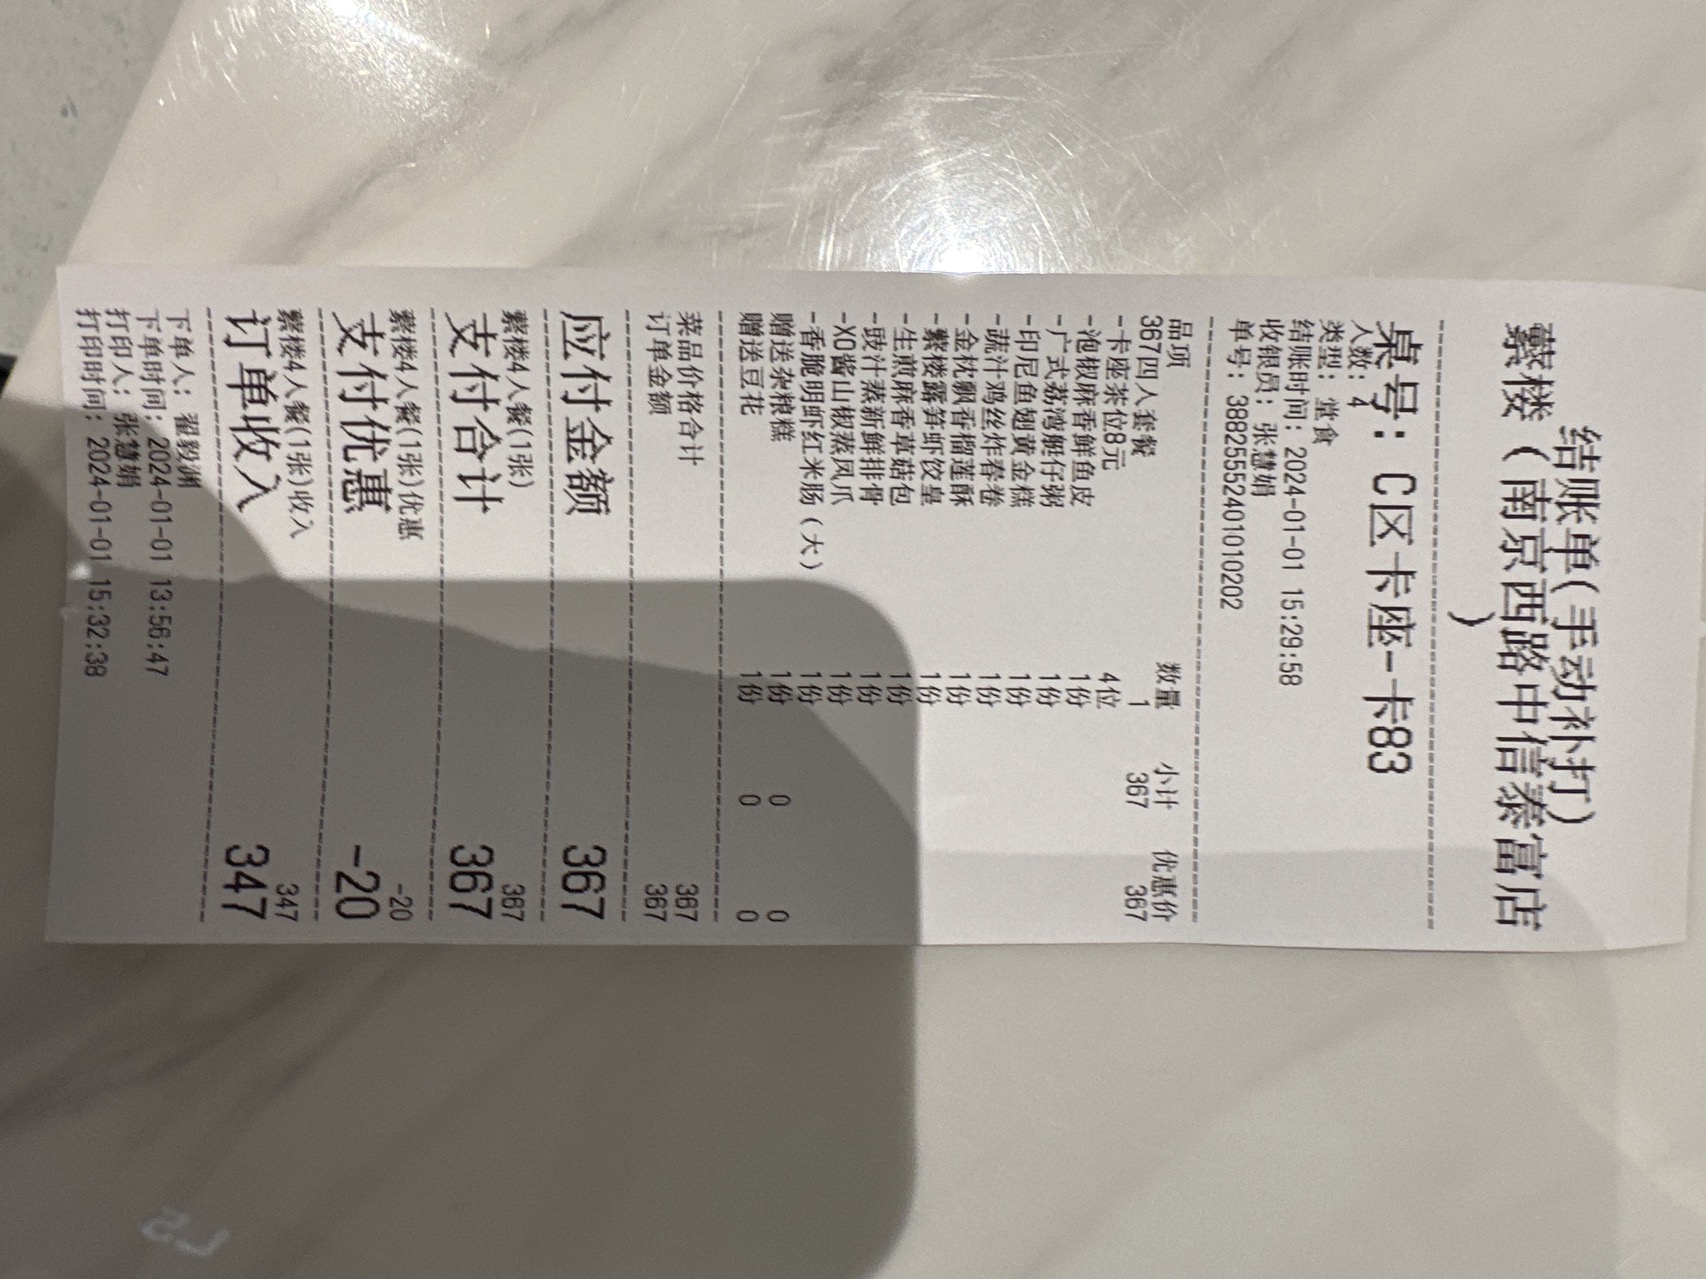 结账单(手动补打)
蘩楼（南京西路中信泰富店
）
桌号：C区卡座-卡83
人数：4
类型：堂食
结账时间：2024-01-01 15:29:58
收银员：张慧娟
单号：38825552401010202
品项 数量 小计 优惠价
367四人套餐 1 367 367
-卡座茶位8元 4位
-泡椒麻香鲜鱼皮 1份
-广式荔湾艇仔粥 1份
-印尼鱼翅黄金糕 1份
-蔬汁鸡丝炸春卷 1份
-金枕飘香榴莲酥 1份
-蘩楼露笋虾饺皇 1份
-生煎麻香草菇包 1份
-豉汁蒸新鲜排骨 1份
-XO酱山椒蒸凤爪 1份
-香脆明虾红米肠（大） 1份
赠送杂粮糕 1份 0 0
赠送豆花 1份 0 0
菜品价格合计 367
订单金额 367
应付金额 367
蘩楼4人餐(1张) 367
支付合计 367
蘩楼4人餐(1张)优惠 -20
支付优惠 -20
蘩楼4人餐(1张)收入 347
订单收入 347
下单人：翟毅渊
下单时间：2024-01-01 13:56:47
打印人：张慧娟
打印时间：2024-01-01 15:32:38